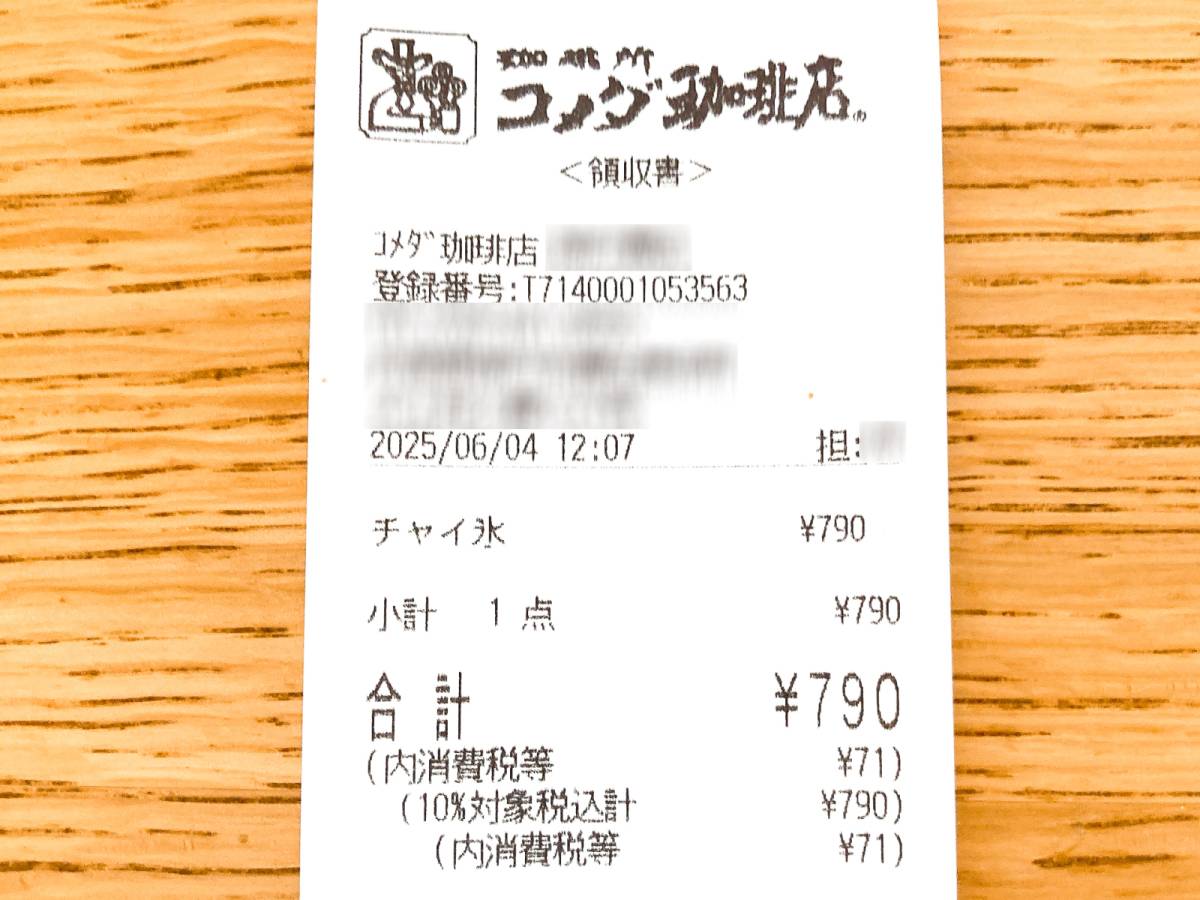 珈琲所
コメダ珈琲店®
<領収書>
コメダ珈琲店
登録番号:T7140001053563
2025/06/04 12:07 担:
チャイ氷 ¥790
小計 1 点 ¥790
合計 ¥790
(内消費税等 ¥71)
(10%対象税込計 ¥790)
(内消費税等 ¥71)